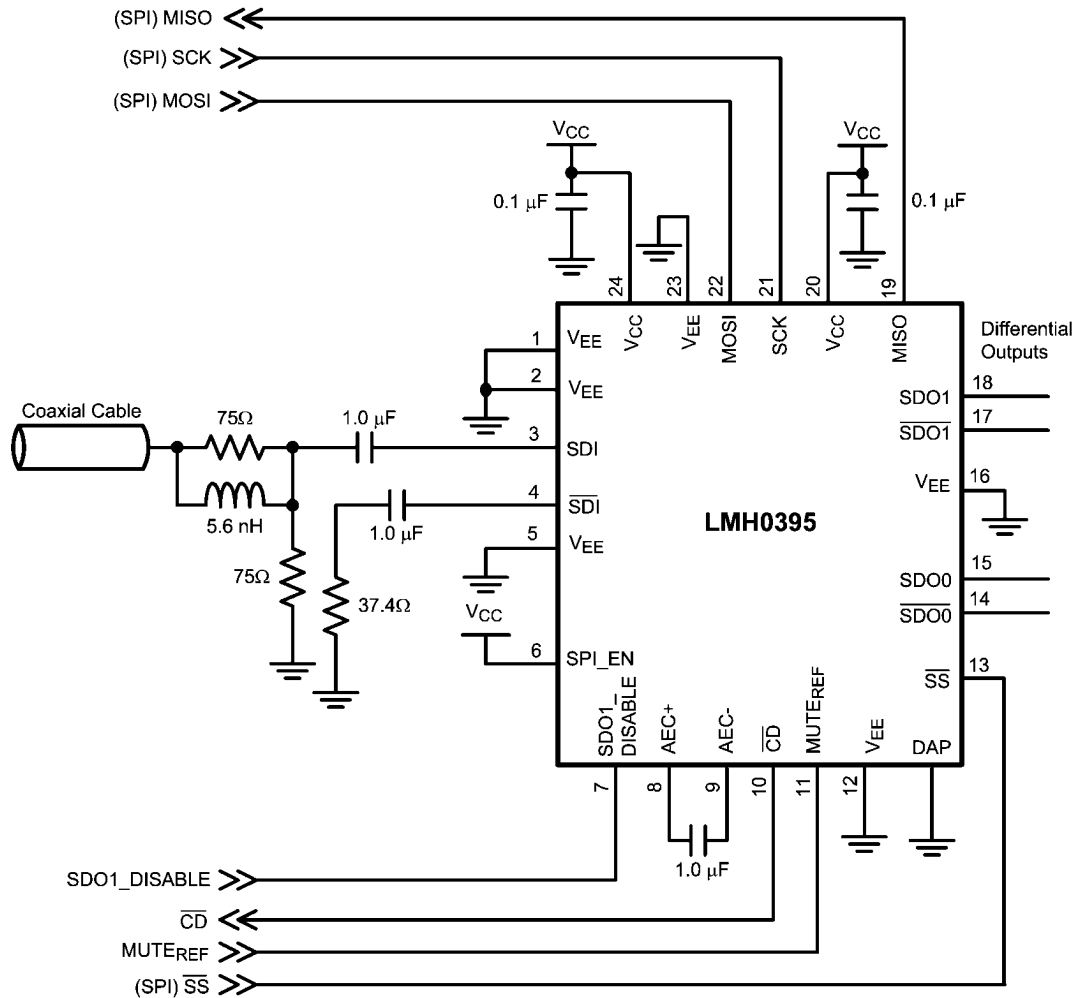 (SPI) MISO
(SPI) SCK
(SPI) MOSI
VCC
VCC
0.1 μF
0.1 μF
24
23
22
21
20
19
VCC
VEE
MOSI
SCK
VCC
MISO
Differential
Outputs
1
VEE
2
VEE
Coaxial Cable
75Ω
1.0 μF
3
SDI
5.6 nH
4
SDI
1.0 μF
5
VEE
75Ω
37.4Ω
VCC
6
SPI_EN
LMH0395
SDO1
18
SDO1
17
VEE
16
SDO0
15
SDO0
14
SS
13
SDO1_
DISABLE
AEC+
AEC-
CD
MUTEREF
VEE
DAP
7
8
9
10
11
12
1.0 μF
SDO1_DISABLE
CD
MUTEREF
(SPI) SS